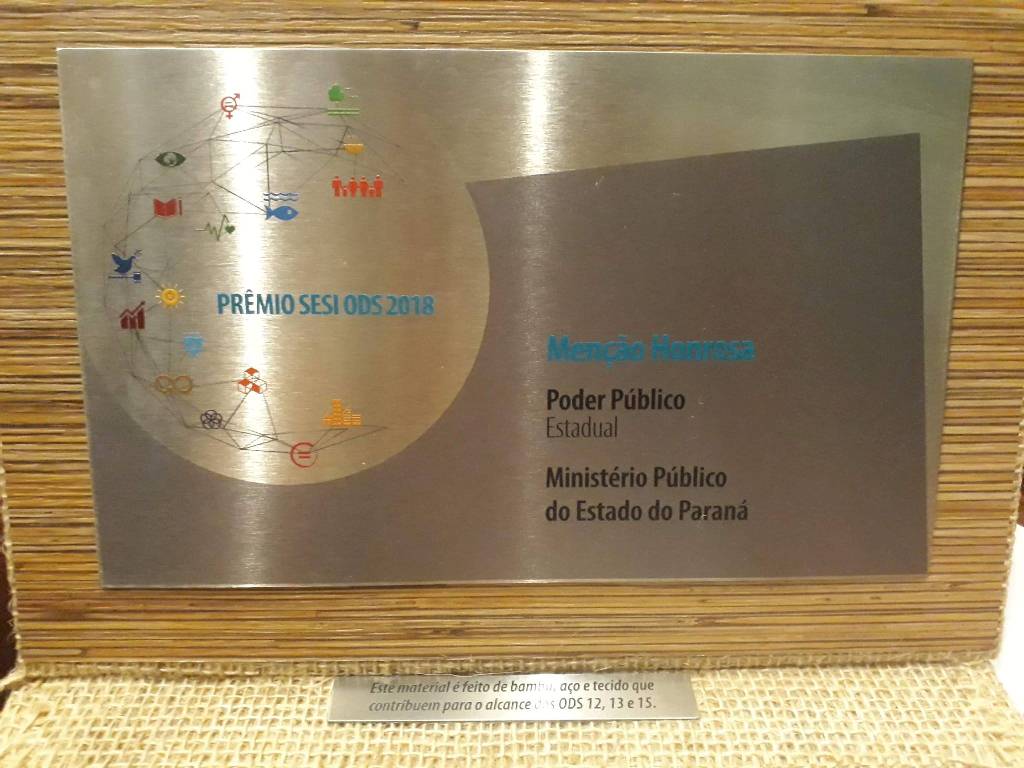 PRÊMIO SESI ODS 2018
Menção Honrosa
Poder Público
Estadual
Ministério Público
do Estado do Paraná
Este material é feito de bambu, aço e tecido que
contribuem para o alcance dos ODS 12, 13 e 15.